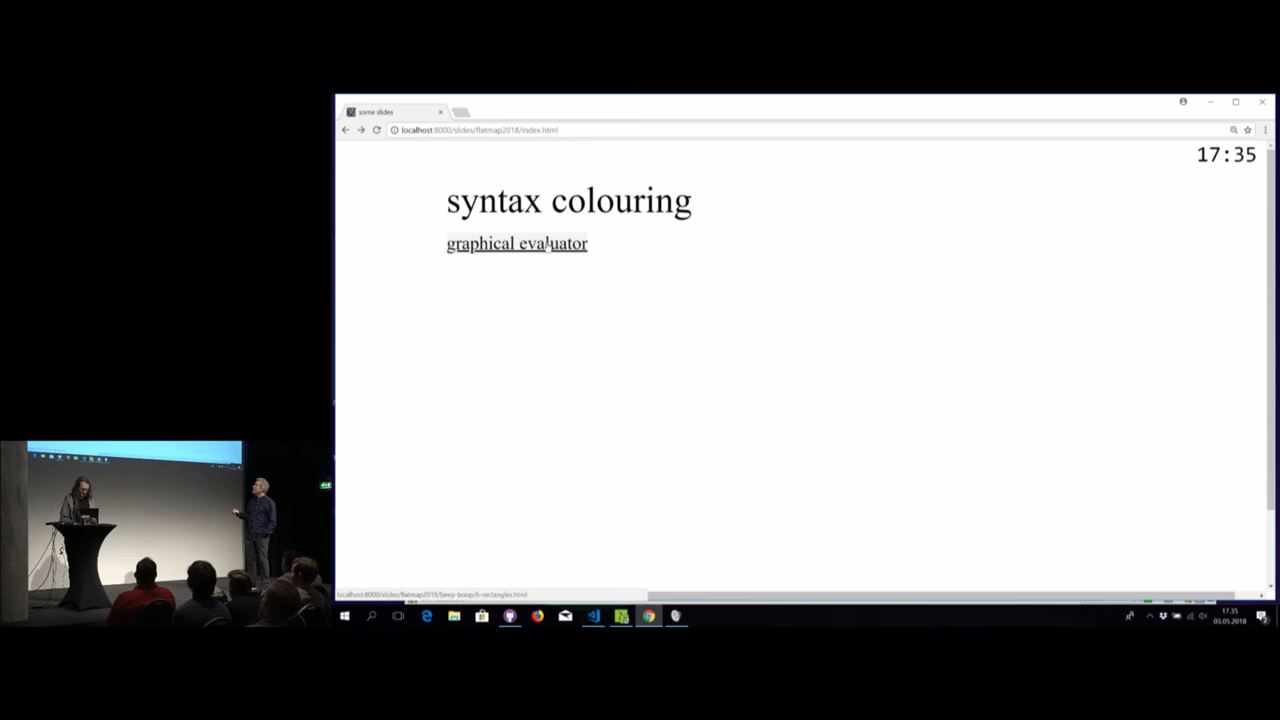 some slides
localhost:8000/slides/flatmap2018/index.html
17:35
syntax colouring
graphical evaluator
localhost:8000/slides/flatmap2018/beep-boop/6-rectangles.html
17.35
03.05.2018